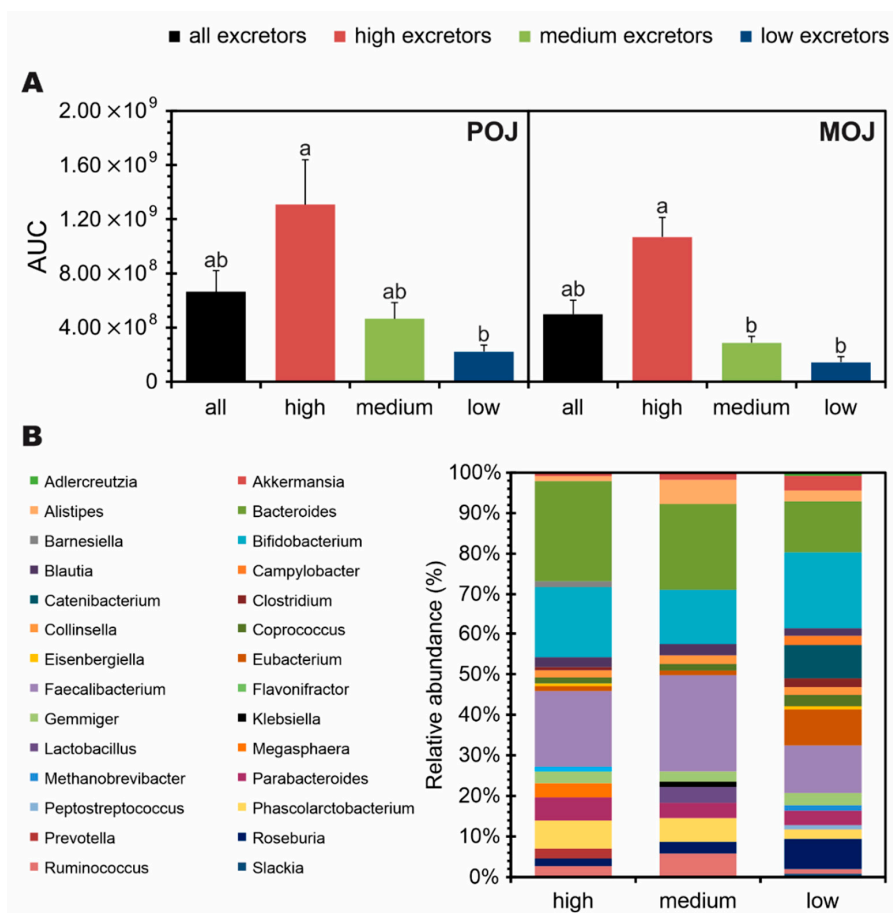 all excretors high excretors medium excretors low excretors
A
2.00 ×10⁹
1.60 ×10⁹
1.20 ×10⁹
8.00 ×10⁸
4.00 ×10⁸
0
AUC
POJ MOJ
ab a ab b ab a b b
all high medium low all high medium low
B
Adlercreutzia Akkermansia
Alistipes Bacteroides
Barnesiella Bifidobacterium
Blautia Campylobacter
Catenibacterium Clostridium
Collinsella Coprococcus
Eisenbergiella Eubacterium
Faecalibacterium Flavonifractor
Gemmiger Klebsiella
Lactobacillus Megasphaera
Methanobrevibacter Parabacteroides
Peptostreptococcus Phascolarctobacterium
Prevotella Roseburia
Ruminococcus Slackia
Relative abundance (%)
100%
90%
80%
70%
60%
50%
40%
30%
20%
10%
0%
high medium low